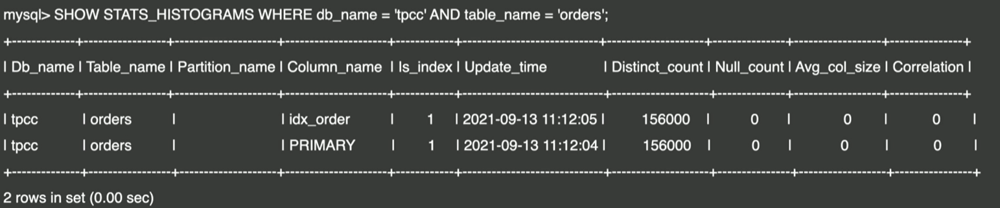 mysql> SHOW STATS_HISTOGRAMS WHERE db_name = 'tpcc' AND table_name = 'orders';
+-------------+-----------------+------------------+------------------+-----------+------------------------+-----------------+-------------+---------------+-------------+
| Db_name | Table_name | Partition_name | Column_name | Is_index | Update_time | Distinct_count | Null_count | Avg_col_size | Correlation |
+-------------+-----------------+------------------+------------------+-----------+------------------------+-----------------+-------------+---------------+-------------+
| tpcc | orders | | idx_order | 1 | 2021-09-13 11:12:05 | 156000 | 0 | 0 | 0 |
| tpcc | orders | | PRIMARY | 1 | 2021-09-13 11:12:04 | 156000 | 0 | 0 | 0 |
+-------------+-----------------+------------------+------------------+-----------+------------------------+-----------------+-------------+---------------+-------------+
2 rows in set (0.00 sec)